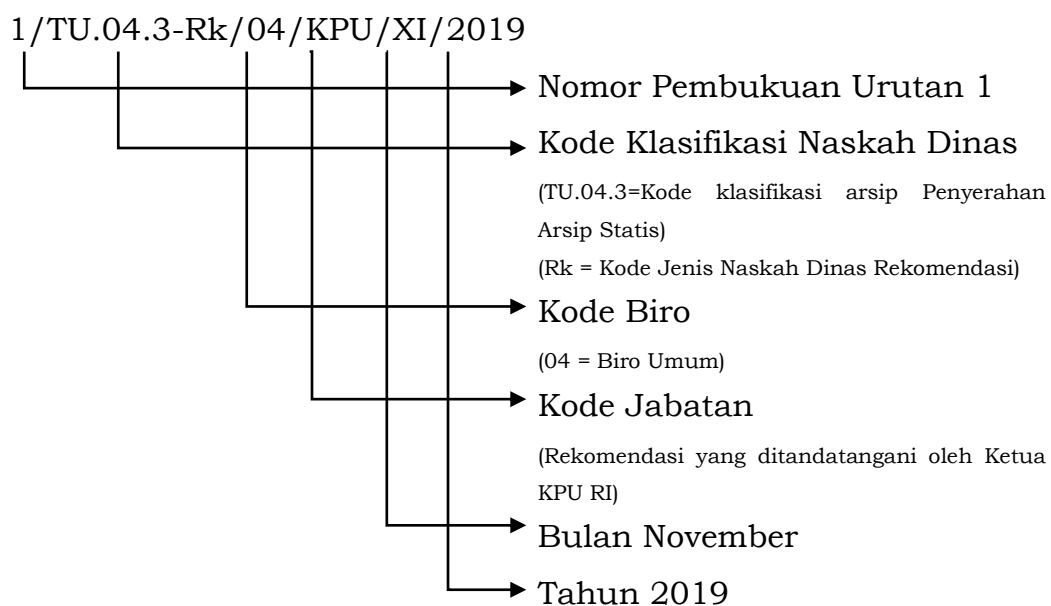 1/TU.04.3-Rk/04/KPU/XI/2019
Nomor Pembukuan Urutan 1
Kode Klasifikasi Naskah Dinas
(TU.04.3=Kode klasifikasi arsip Penyerahan
Arsip Statis)
(Rk = Kode Jenis Naskah Dinas Rekomendasi)
Kode Biro
(04 = Biro Umum)
Kode Jabatan
(Rekomendasi yang ditandatangani oleh Ketua
KPU RI)
Bulan November
Tahun 2019